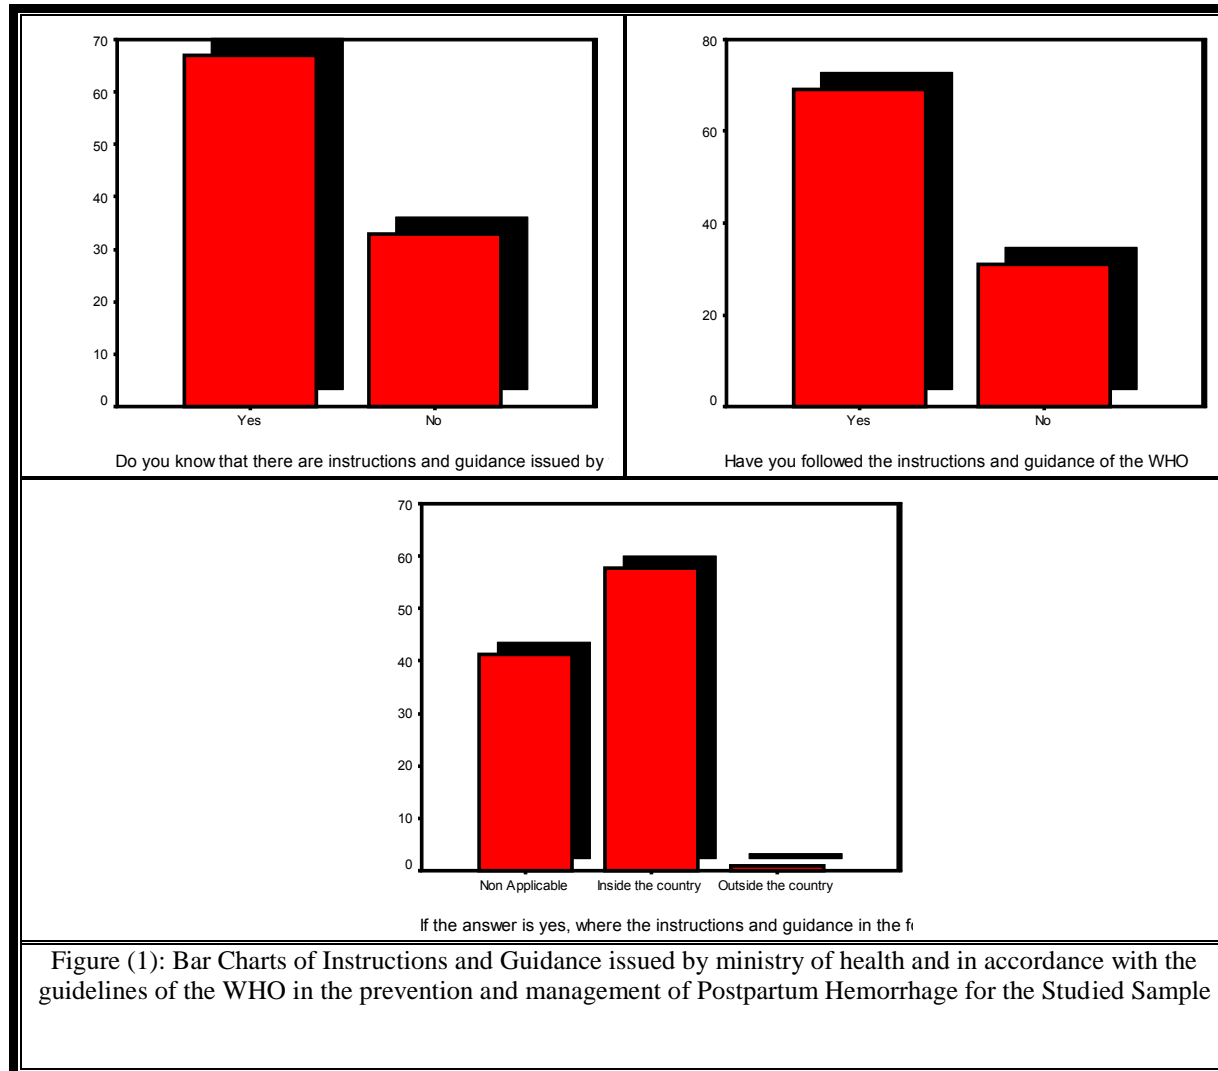 70
60
50
40
30
20
10
0
Yes No
Do you know that there are instructions and guidance issued by
80
60
40
20
0
Yes No
Have you followed the instructions and guidance of the WHO
70
60
50
40
30
20
10
0
Non Applicable Inside the country Outside the country
If the answer is yes, where the instructions and guidance in the
Figure (1): Bar Charts of Instructions and Guidance issued by ministry of health and in accordance with the
guidelines of the WHO in the prevention and management of Postpartum Hemorrhage for the Studied Sample